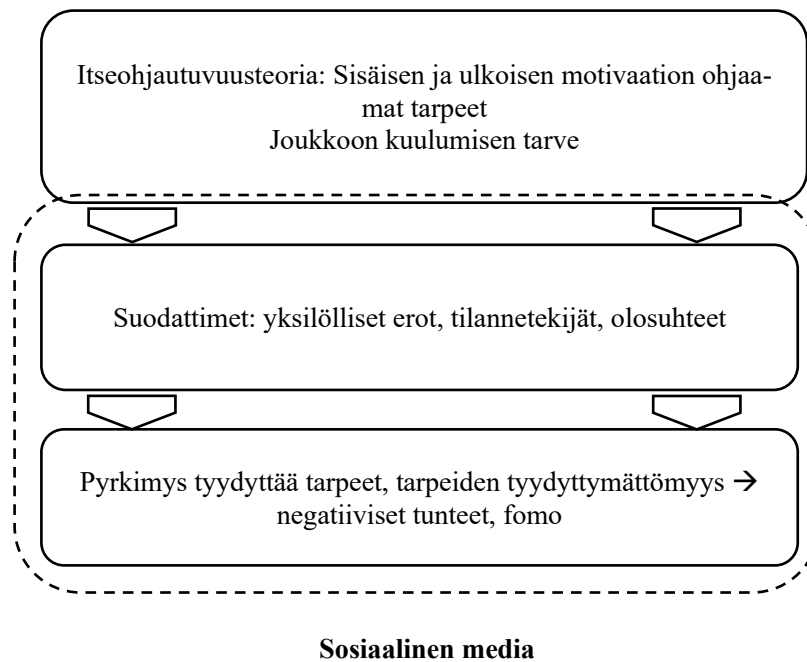 Itseohjautuvuusteoria: Sisäisen ja ulkoisen motivaation ohjaa-
mat tarpeet
Joukkoon kuulumisen tarve
Suodattimet: yksilölliset erot, tilannetekijät, olosuhteet
Pyrkimys tyydyttää tarpeet, tarpeiden tyydyttymättömyys →
negatiiviset tunteet, fomo
Sosiaalinen media